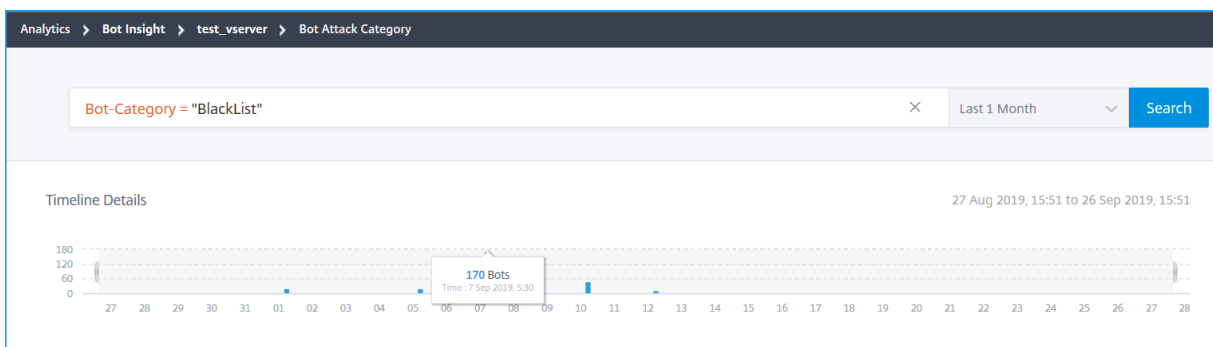 Analytics > Bot Insight > test_vserver > Bot Attack Category
Bot-Category = "BlackList" × Last 1 Month Search
Timeline Details 27 Aug 2019, 15:51 to 26 Sep 2019, 15:51
180
120
60
0
170 Bots
Time : 7 Sep 2019, 5:30
27 28 29 30 31 01 02 03 04 05 06 07 08 09 10 11 12 13 14 15 16 17 18 19 20 21 22 23 24 25 26 27 28